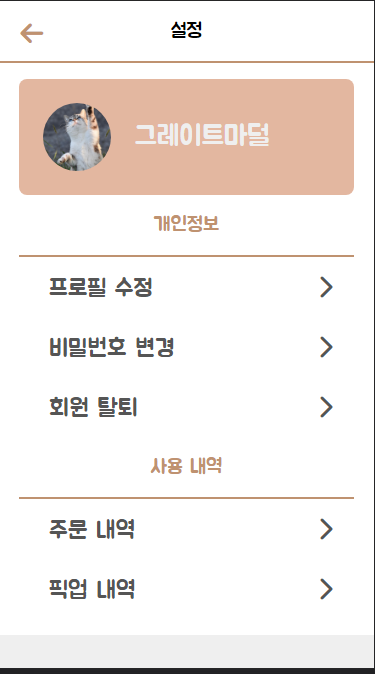 설정
그레이트마덜
개인정보
프로필 수정
비밀번호 변경
회원 탈퇴
사용 내역
주문 내역
픽업 내역